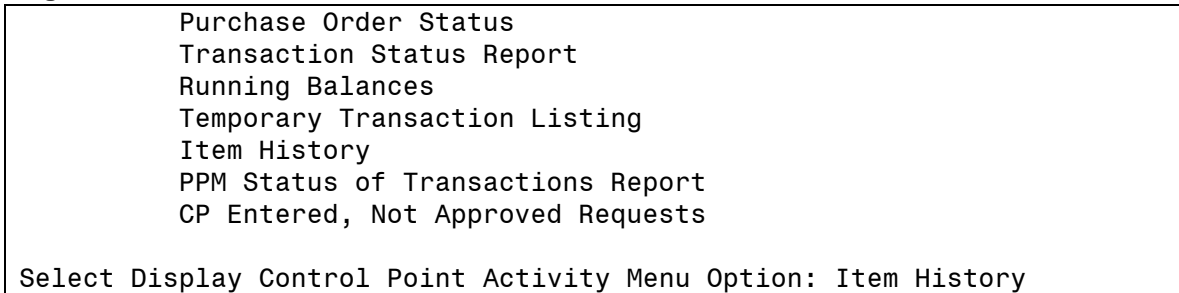 Purchase Order Status
Transaction Status Report
Running Balances
Temporary Transaction Listing
Item History
PPM Status of Transactions Report
CP Entered, Not Approved Requests
Select Display Control Point Activity Menu Option: Item History